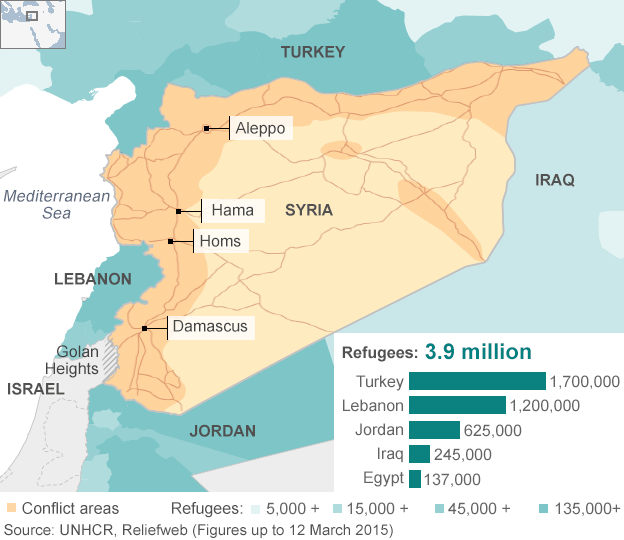 TURKEY
Aleppo
IRAQ
Mediterranean
Sea
Hama
SYRIA
Homs
LEBANON
Damascus
Golan
Heights
ISRAEL
JORDAN
Refugees: 3.9 million
Turkey 1,700,000
Lebanon 1,200,000
Jordan 625,000
Iraq 245,000
Egypt 137,000
Conflict areas Refugees: 5,000 + 15,000 + 45,000 + 135,000+
Source: UNHCR, Reliefweb (Figures up to 12 March 2015)